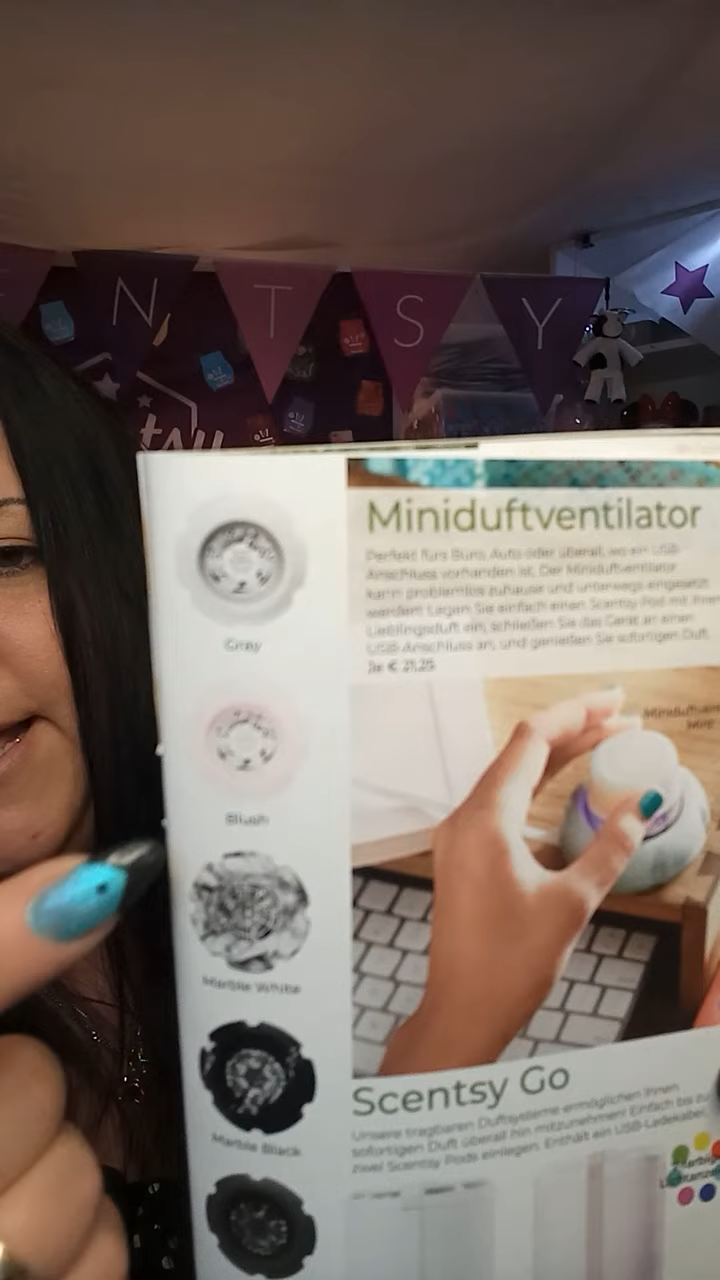 N T S Y
Miniduftventilator
Perfekt fürs Büro, Auto oder überall, wo ein USB-
Anschluss vorhanden ist. Der Miniduftventilator
kann problemlos zuhause und unterwegs eingesetzt
werden! Legen Sie einfach einen Scentsy Pod mit Ihrem
Lieblingsduft ein, schließen Sie das Gerät an einen
USB-Anschluss an, und genießen Sie sofortigen Duft.
Je € 21,25
Gray
Blush
Marble White
Marble Black
Scentsy Go
Unsere tragbaren Duftsysteme ermöglichen Ihnen
sofortigen Duft überall hin mitzunehmen! Einfach bis zu
zwei Scentsy Pods einlegen. Enthält ein USB-Ladekabel.